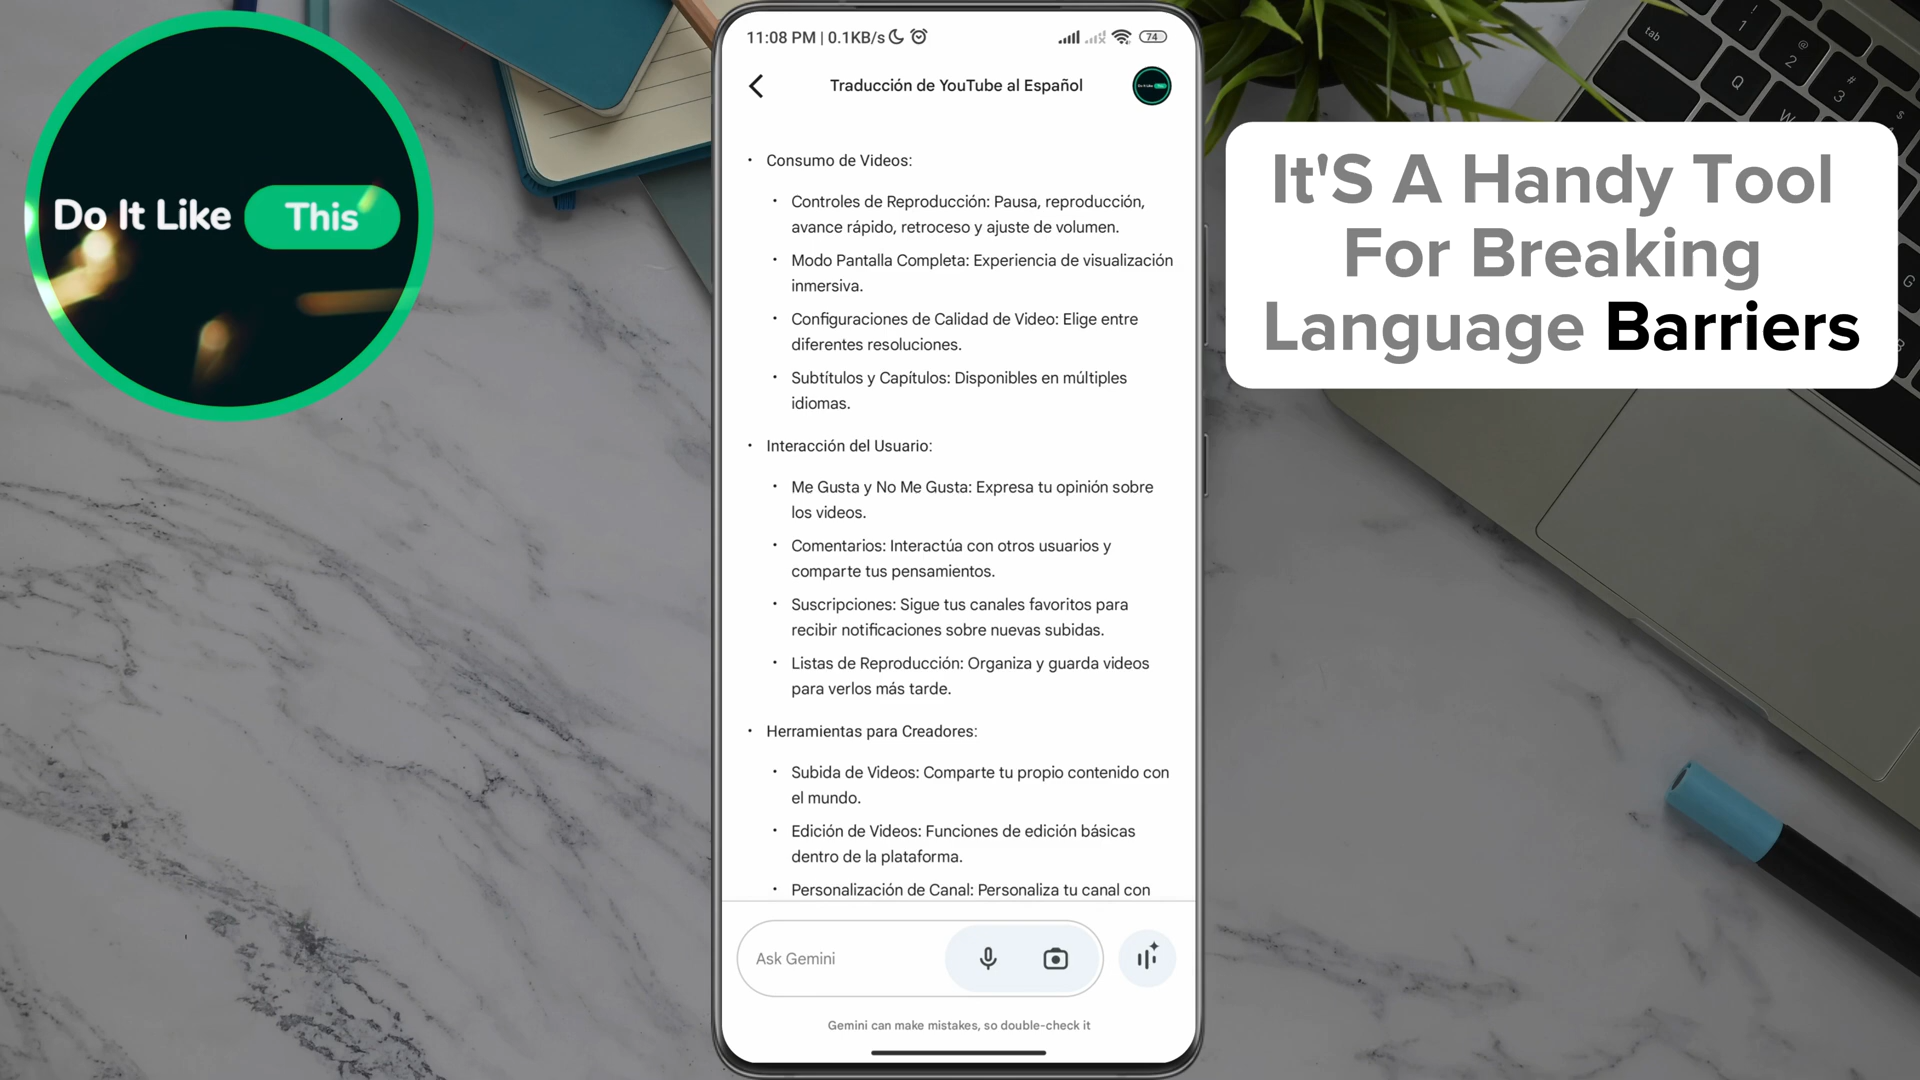 Do It Like This
11:08 PM | 0.1KB/s
74
Traducción de YouTube al Español
• Consumo de Videos:
• Controles de Reproducción: Pausa, reproducción,
avance rápido, retroceso y ajuste de volumen.
• Modo Pantalla Completa: Experiencia de visualización
inmersiva.
• Configuraciones de Calidad de Video: Elige entre
diferentes resoluciones.
• Subtítulos y Capítulos: Disponibles en múltiples
idiomas.
• Interacción del Usuario:
• Me Gusta y No Me Gusta: Expresa tu opinión sobre
los videos.
• Comentarios: Interactúa con otros usuarios y
comparte tus pensamientos.
• Suscripciones: Sigue tus canales favoritos para
recibir notificaciones sobre nuevas subidas.
• Listas de Reproducción: Organiza y guarda videos
para verlos más tarde.
• Herramientas para Creadores:
• Subida de Videos: Comparte tu propio contenido con
el mundo.
• Edición de Videos: Funciones de edición básicas
dentro de la plataforma.
• Personalización de Canal: Personaliza tu canal con
Ask Gemini
Gemini can make mistakes, so double-check it
It'S A Handy Tool
For Breaking
Language Barriers
tab
!
1
@
2
#
3
$
Q
W